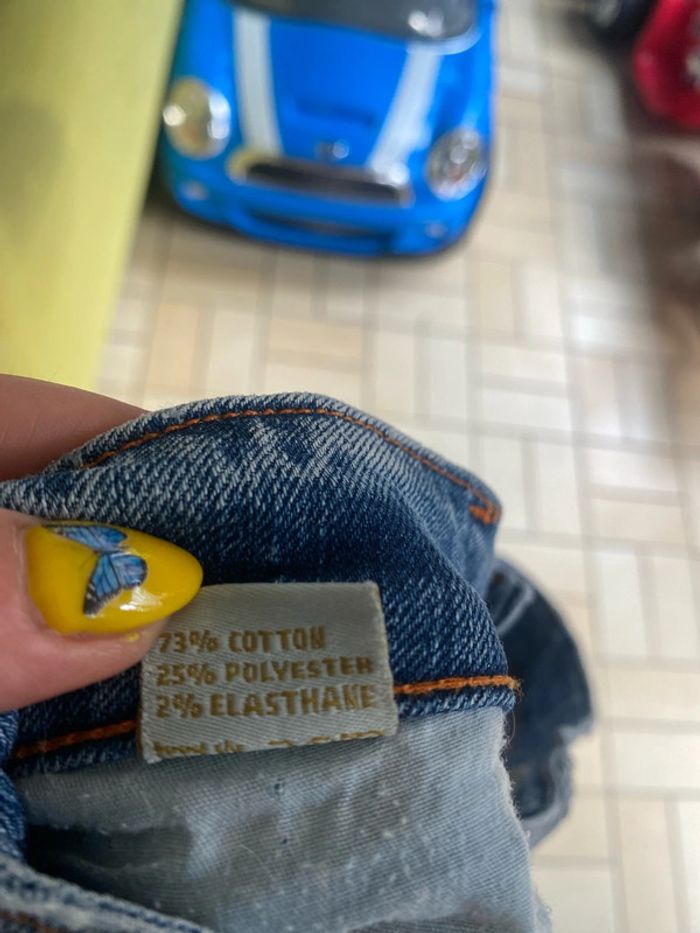 73% COTTON
25% POLYESTER
2% ELASTHANE